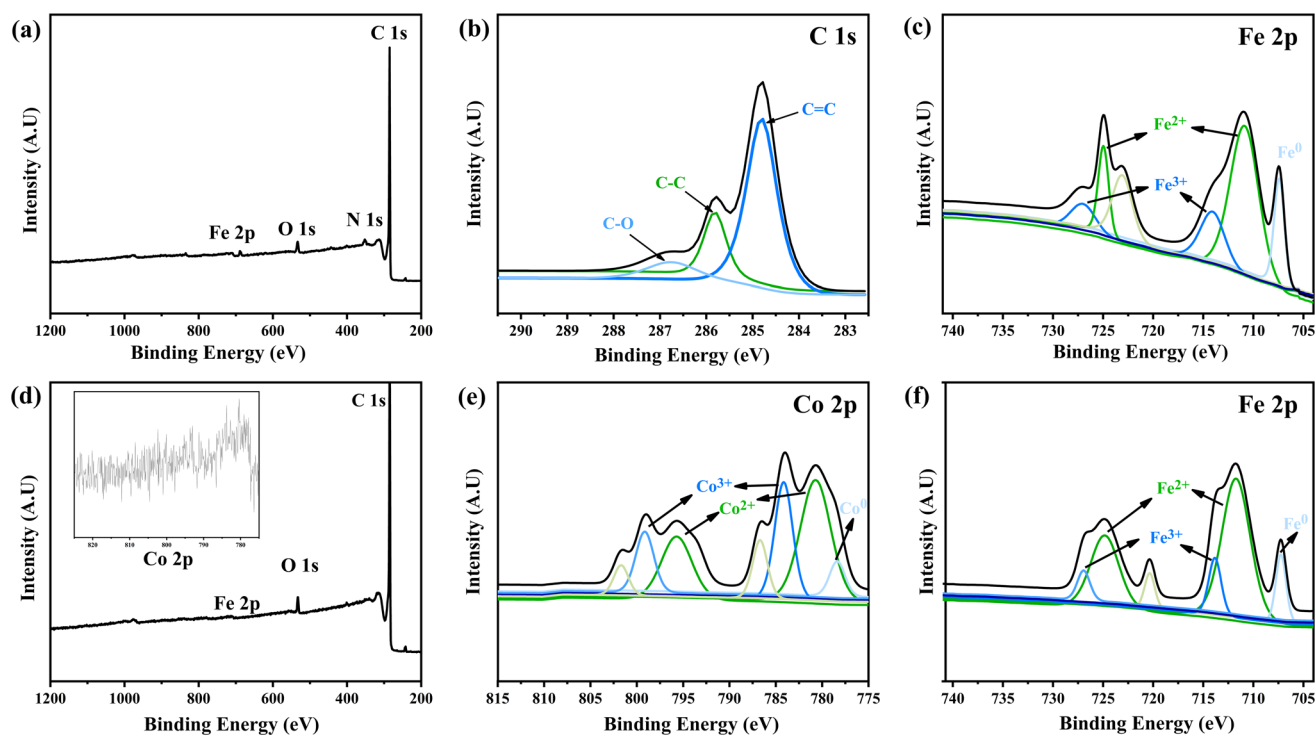 (a)
C 1s
Fe 2p
O 1s
N 1s
Intensity (A.U)
1200 1000 800 600 400 200
Binding Energy (eV)
(b)
C 1s
C=C
C-C
C-O
Intensity (A.U)
290 289 287 286 285 284 283
Binding Energy (eV)
(c)
Fe 2p
Fe²⁺
Fe³⁺
Fe⁰
Intensity (A.U)
740 730 725 720 715 710 705
Binding Energy (eV)
(d)
C 1s
820 810 800 790 780
Co 2p
O 1s
Fe 2p
Intensity (A.U)
1200 1000 800 600 400 200
Binding Energy (eV)
(e)
Co 2p
Co³⁺
Co²⁺
Co⁰
Intensity (A.U)
815 810 805 800 795 790 785 780 775
Binding Energy (eV)
(f)
Fe 2p
Fe²⁺
Fe³⁺
Fe⁰
Intensity (A.U)
740 730 725 720 715 710 705
Binding Energy (eV)